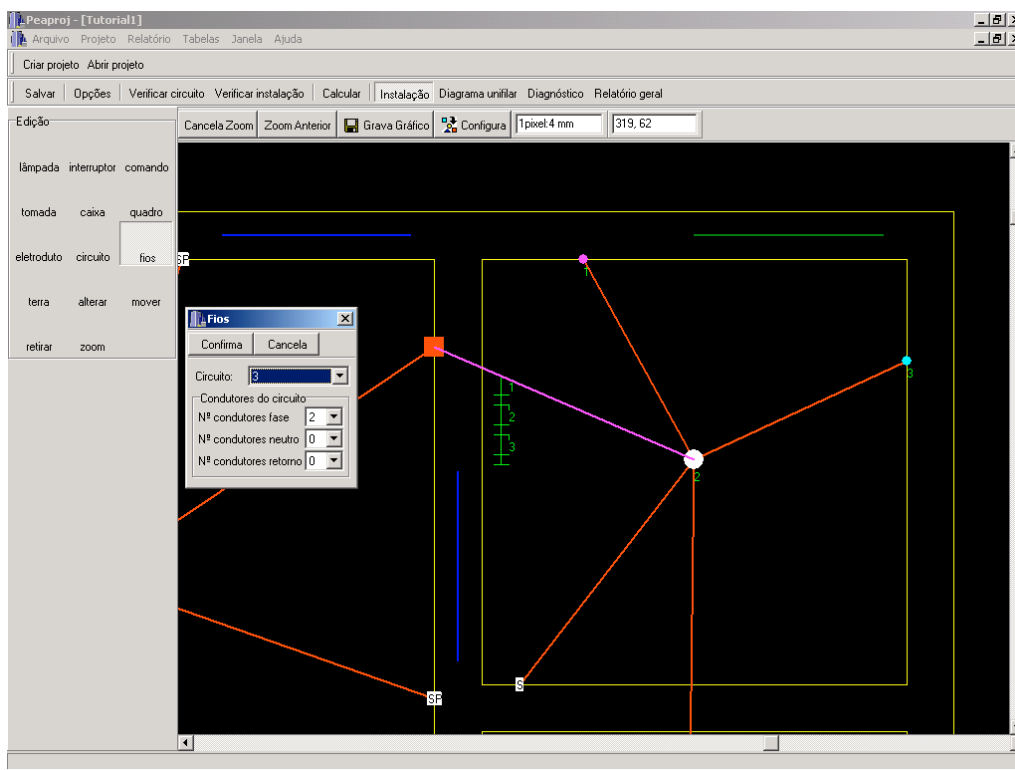 Peaproj - [Tutorial1]
Arquivo Projeto Relatório Tabelas Janela Ajuda
Criar projeto Abrir projeto
Salvar Opções Verificar circuito Verificar instalação Calcular Instalação Diagrama unifilar Diagnóstico Relatório geral
Edição
Cancela Zoom Zoom Anterior Grava Gráfico Configura 1pixel:4 mm 319, 62
lâmpada interruptor comando
tomada caixa quadro
eletroduto circuito fios
terra alterar mover
retirar zoom
SP
1
3
2
1
2
3
S
SP
Fios
Confirma Cancela
Circuito: 3
Condutores do circuito
Nº condutores fase 2
Nº condutores neutro 0
Nº condutores retorno 0